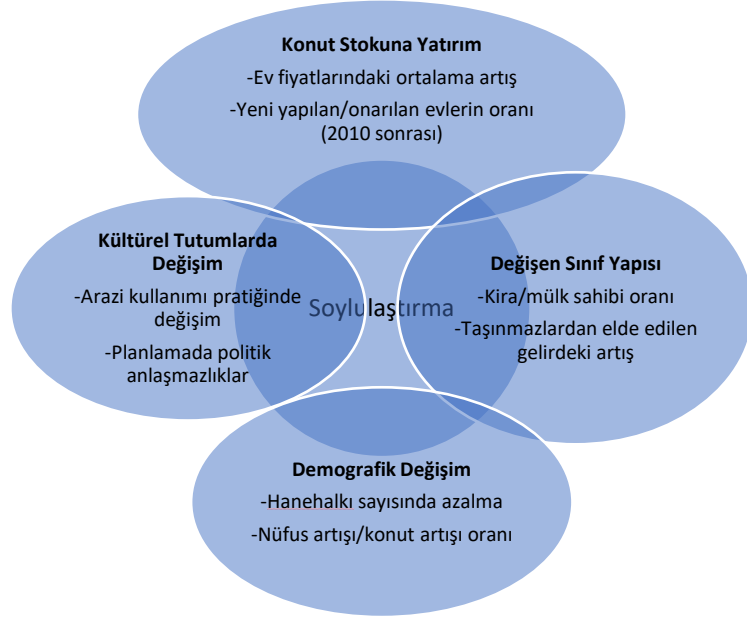 Konut Stokuna Yatırım
-Ev fiyatlarındaki ortalama artış
-Yeni yapılan/onarılan evlerin oranı
(2010 sonrası)
Kültürel Tutumlarda
Değişim
-Arazi kullanımı pratiğinde
değişim
-Planlamada politik
anlaşmazlıklar
Soylulaştırma
Değişen Sınıf Yapısı
-Kira/mülk sahibi oranı
-Taşınmazlardan elde edilen
gelirdeki artış
Demografik Değişim
-Hanehalkı sayısında azalma
-Nüfus artışı/konut artışı oranı